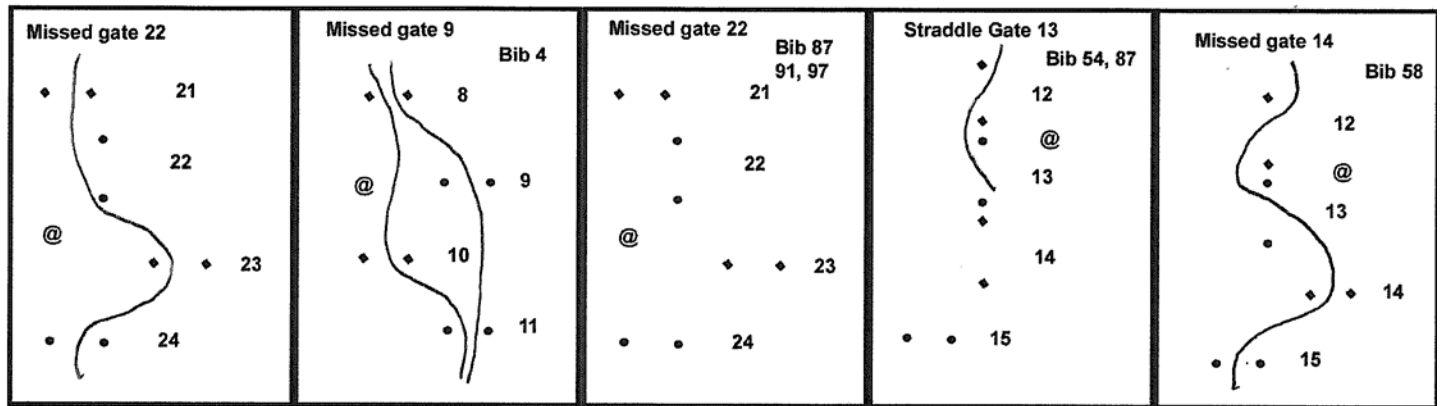 Missed gate 22
21
22
@
23
24
Missed gate 9
Bib 4
8
@
9
10
11
Missed gate 22
Bib 87
91, 97
21
22
@
23
24
Straddle Gate 13
Bib 54, 87
12
@
13
14
15
Missed gate 14
Bib 58
12
@
13
14
15